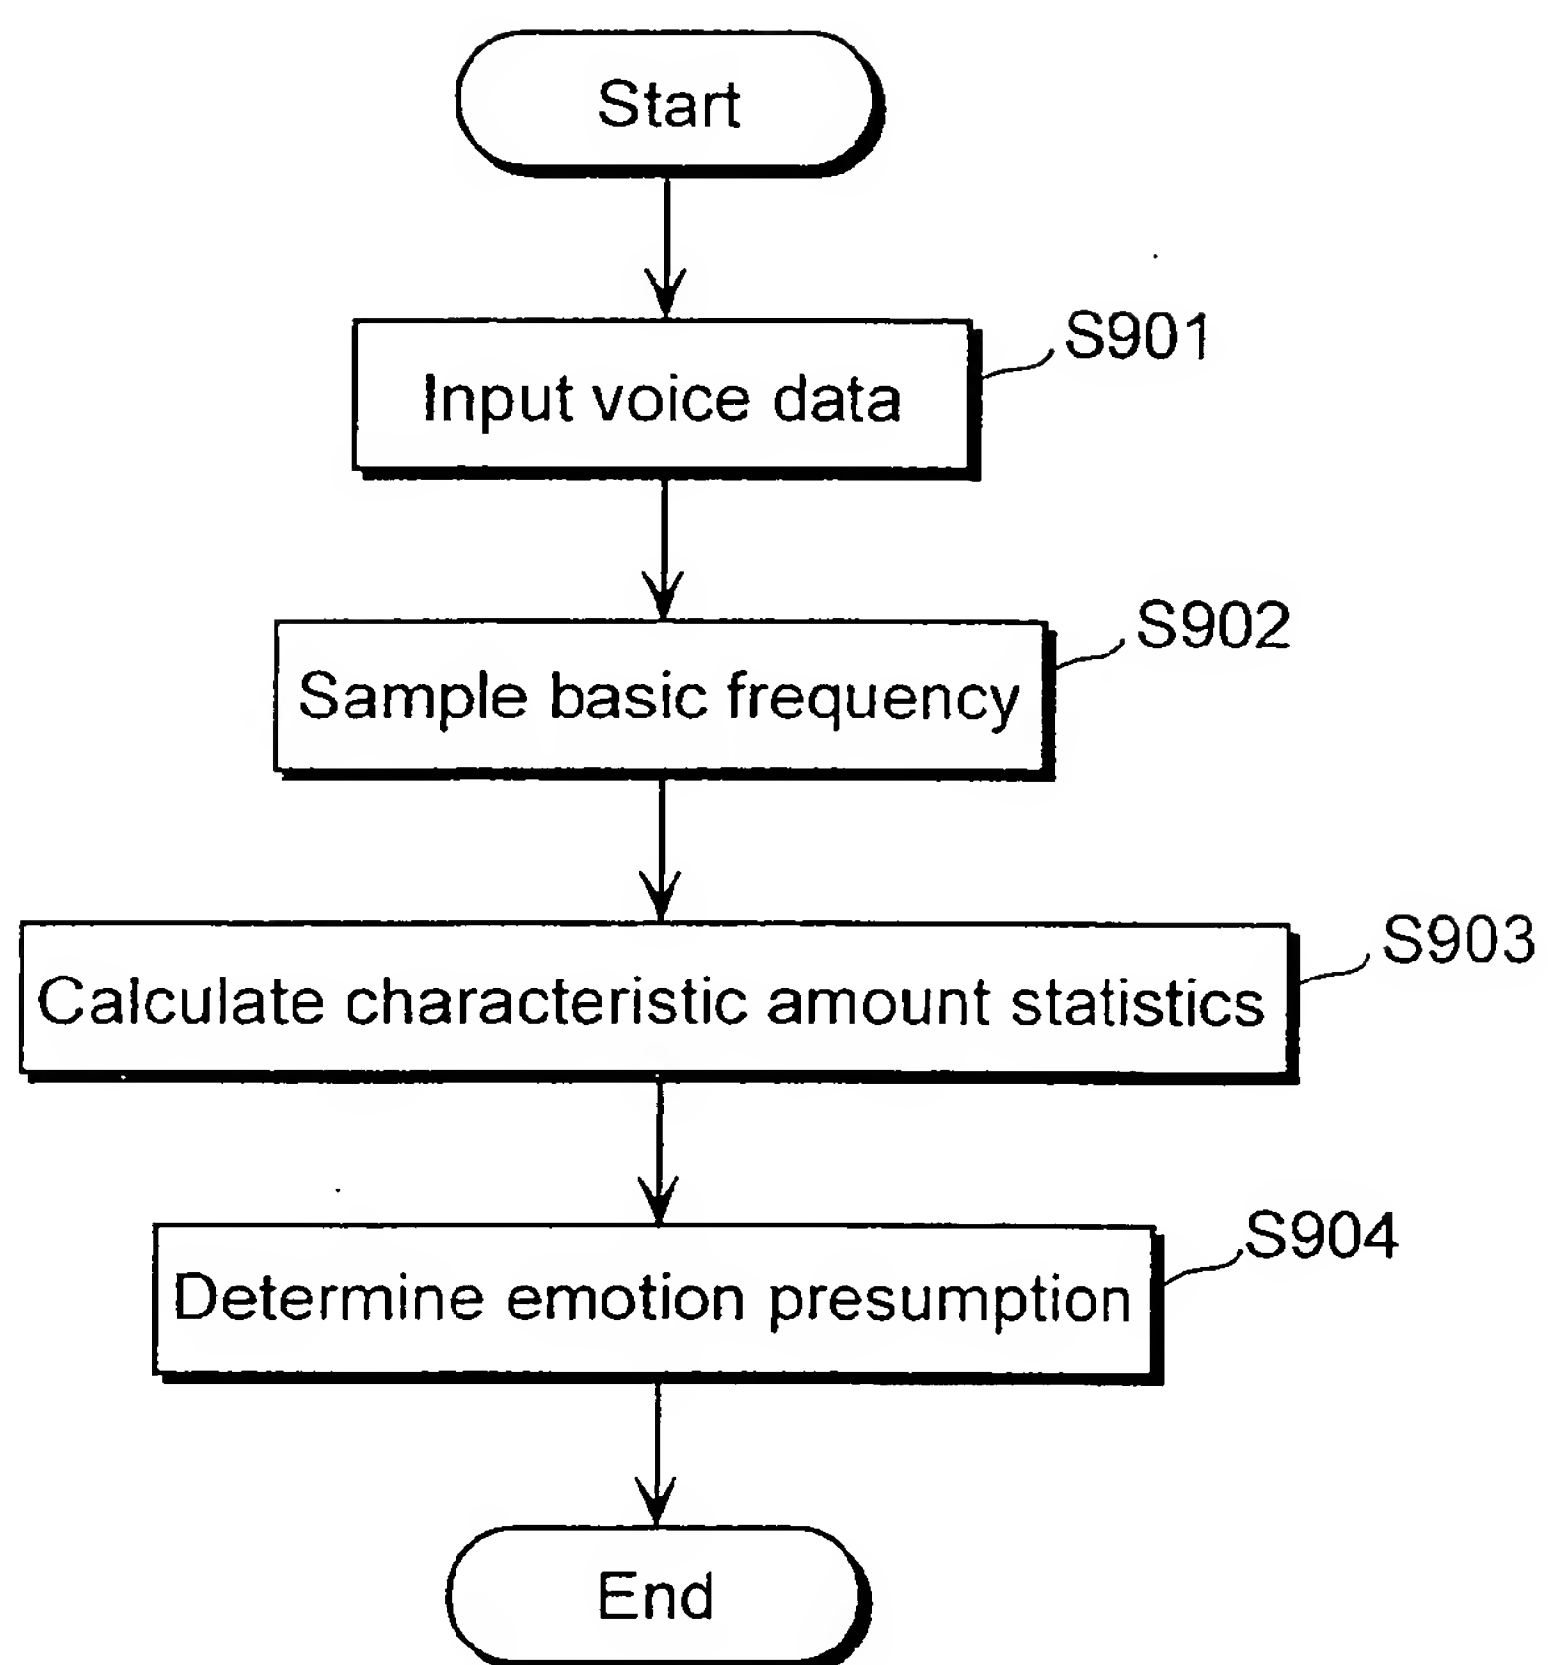 Start
S901
Input voice data
S902
Sample basic frequency
S903
Calculate characteristic amount statistics
S904
Determine emotion presumption
End